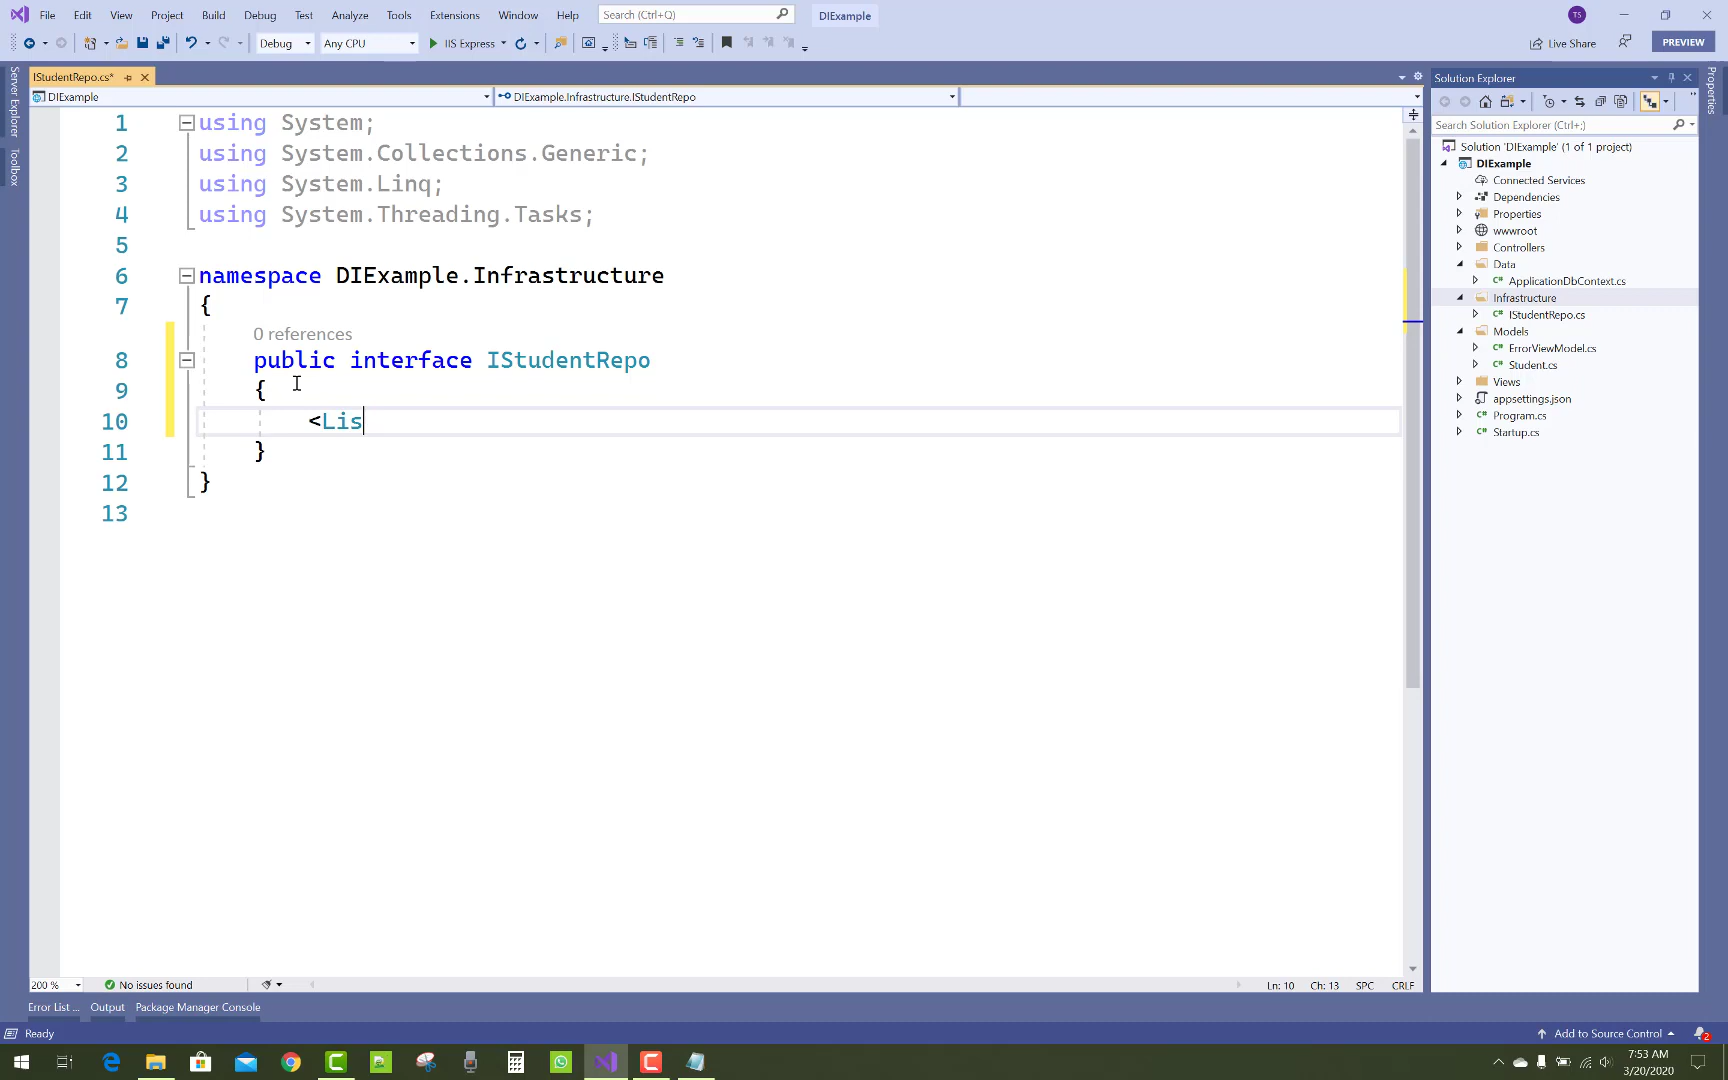 File Edit View Project Build Debug Test Analyze Tools Extensions Window Help Search (Ctrl+Q) DIExample TS
Debug Any CPU IIS Express Live Share PREVIEW
IStudentRepo.cs*
DIExample DIExample.Infrastructure.IStudentRepo
1 using System;
2 using System.Collections.Generic;
3 using System.Linq;
4 using System.Threading.Tasks;
5
6 namespace DIExample.Infrastructure
7 {
0 references
8 public interface IStudentRepo
9 {
10 <Lis
11 }
12 }
13
200 % No issues found Ln: 10 Ch: 13 SPC CRLF
Error List ... Output Package Manager Console
Ready Add to Source Control 2
Server Explorer
Toolbox
Solution Explorer
Search Solution Explorer (Ctrl+;)
Solution 'DIExample' (1 of 1 project)
DIExample
Connected Services
Dependencies
Properties
wwwroot
Controllers
Data
C# ApplicationDbContext.cs
Infrastructure
C# IStudentRepo.cs
Models
C# ErrorViewModel.cs
C# Student.cs
Views
appsettings.json
C# Program.cs
C# Startup.cs
Properties
7:53 AM
3/20/2020